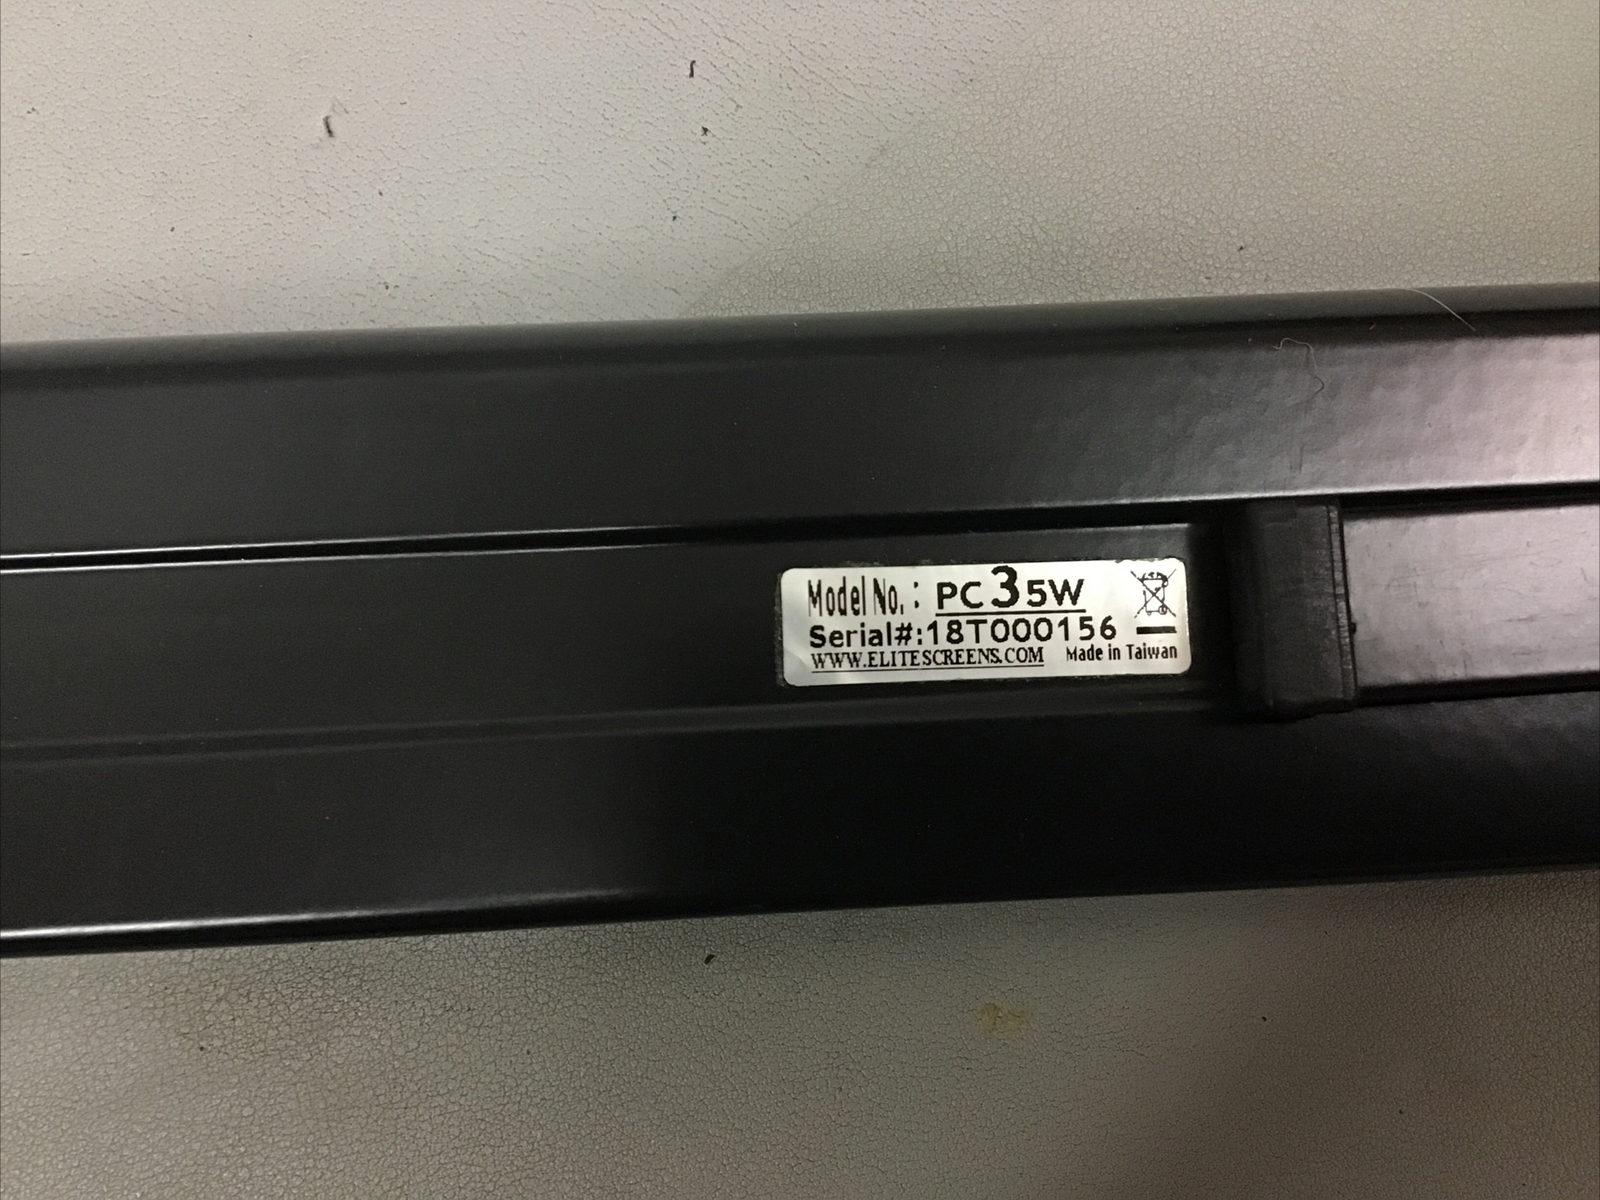 Model No.: PC35W
Serial#:18T000156
WWW.ELITESCREENS.COM Made in Taiwan